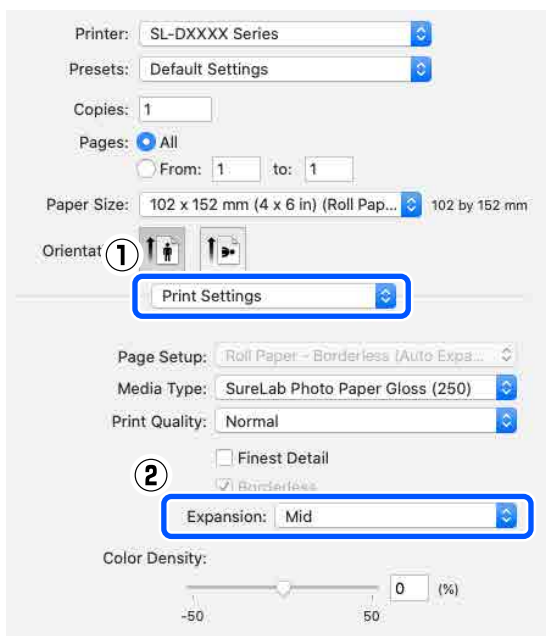 Printer: SL-DXXXX Series
Presets: Default Settings
Copies: 1
Pages: All
From: 1 to: 1
Paper Size: 102 x 152 mm (4 x 6 in) (Roll Pap... 102 by 152 mm
Orientat
①
Print Settings
Page Setup: Roll Paper - Borderless (Auto Expa...
Media Type: SureLab Photo Paper Gloss (250)
Print Quality: Normal
Finest Detail
②
Borderless
Expansion: Mid
Color Density:
0 (%)
-50 50